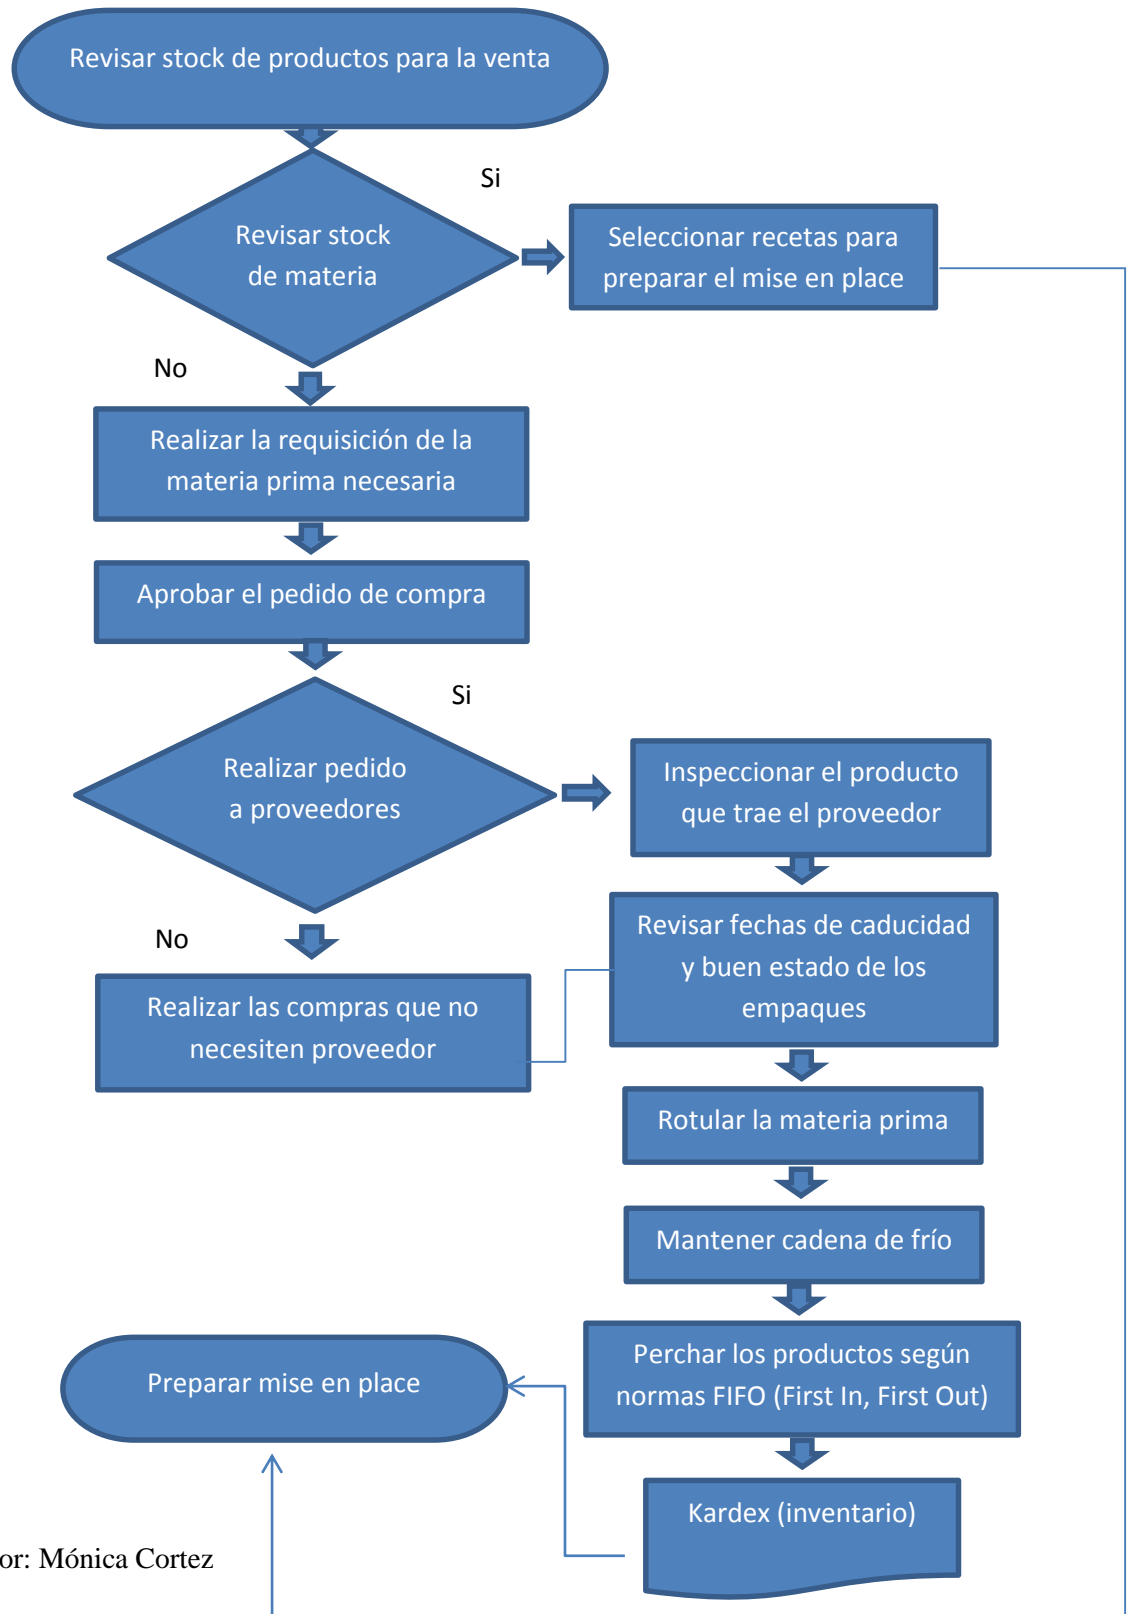 Revisar stock de productos para la venta
Si
Revisar stock
de materia
Seleccionar recetas para
preparar el mise en place
No
Realizar la requisición de la
materia prima necesaria
Aprobar el pedido de compra
Si
Realizar pedido
a proveedores
Inspeccionar el producto
que trae el proveedor
No
Revisar fechas de caducidad
y buen estado de los
empaques
Realizar las compras que no
necesiten proveedor
Rotular la materia prima
Mantener cadena de frío
Perchar los productos según
normas FIFO (First In, First Out)
Preparar mise en place
Kardex (inventario)
or: Mónica Cortez